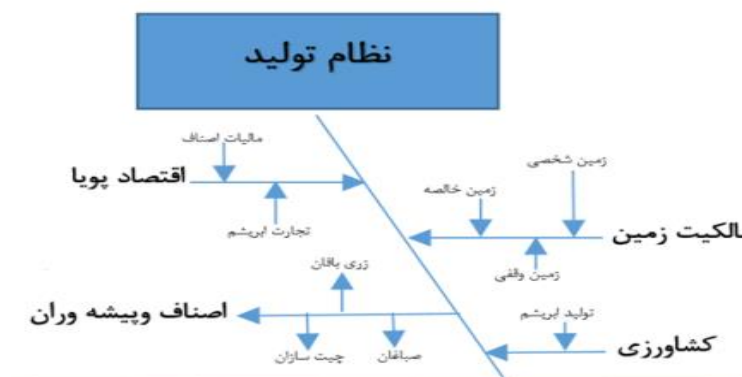 نظام تولید
مالیات اصناف
اقتصاد پویا
تجارت ابریشم
زمین شخصی
زمین خالصه
الکیت زمین
زمین وقفی
زری بافان
اصناف وپیشه وران
صباغان
چیت سازان
تولید ابریشم
کشاورزی